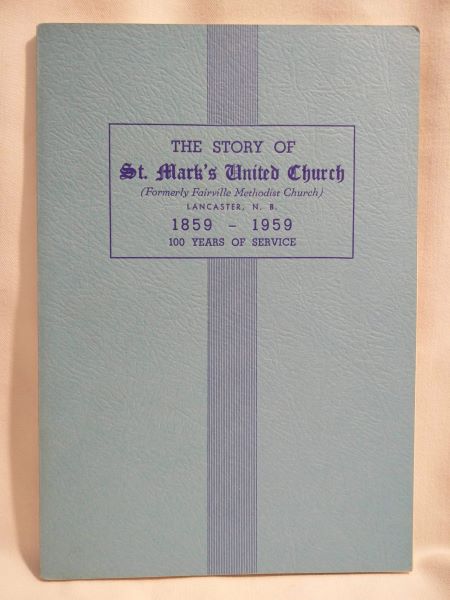 THE STORY OF
St. Mark's United Church
(Formerly Fairville Methodist Church)
LANCASTER, N. B.
1859 - 1959
100 YEARS OF SERVICE